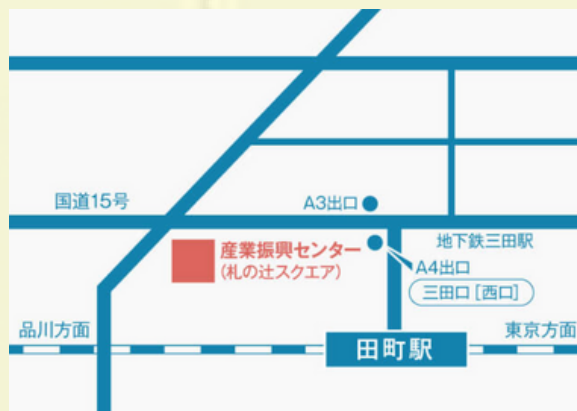 国道15号
A3出口
産業振興センター
(札の辻スクエア)
地下鉄三田駅
A4出口
三田口[西口]
品川方面
東京方面
田町駅